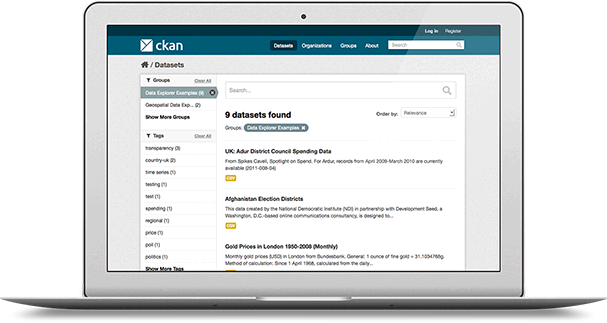 Log in Register
ckan
Datasets Organizations Groups About Search
/ Datasets
Groups Clear All
Data Explorer Examples (9)
Geospatial Data Exp... (2)
Show More Groups
Tags Clear All
transparency (3)
country-uk (2)
time series (1)
testing (1)
test (1)
spending (1)
regional (1)
price (1)
poll (1)
politics (1)
Show More Tags
Search...
9 datasets found
Order by: Relevance
Groups: Data Explorer Examples
UK: Adur District Council Spending Data
From Spikes Cavell, Spotlight on Spend. For Ardur, records from April 2009-March 2010 are currently
available (2011-008-04)
CSV
Afghanistan Election Districts
This data created by the National Democratic Institute (NDI) in partnership with Development Seed, a
Washington, D.C.-based online communications consultancy, is designed to...
CSV
Gold Prices in London 1950-2008 (Monthly)
Monthly gold prices (USD) in London from Bundesbank. General: 1 ounce of fine gold = 31.1034768g.
Method of calculation: Since 1 April 1968, calculated from the daily...